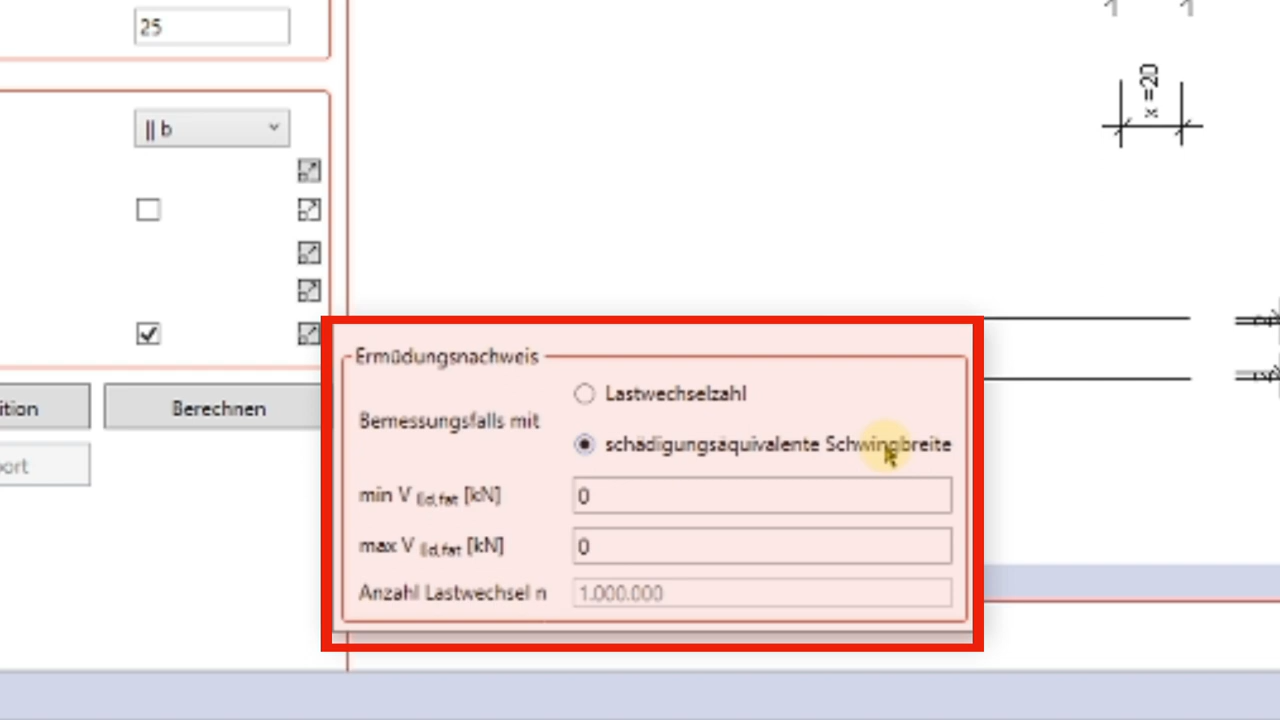 25
x =20
|| b
Ermüdungsnachweis
Lastwechselzahl
Bemessungsfalls mit
schädigungsäquivalente Schwingbreite
min V Ed,fat [kN]
0
max V Ed,fat [kN]
0
Anzahl Lastwechsel n
1.000.000
ition
Berechnen
ort